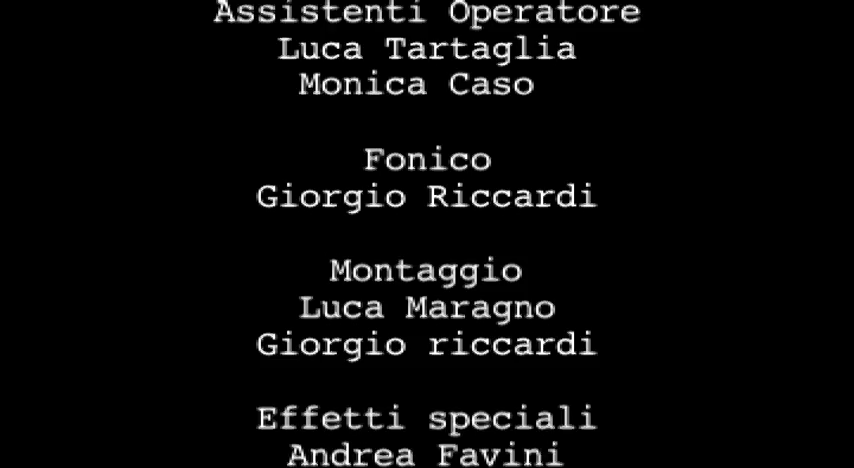 Assistenti Operatore
Luca Tartaglia
Monica Caso
Fonico
Giorgio Riccardi
Montaggio
Luca Maragno
Giorgio riccardi
Effetti speciali
Andrea Favini